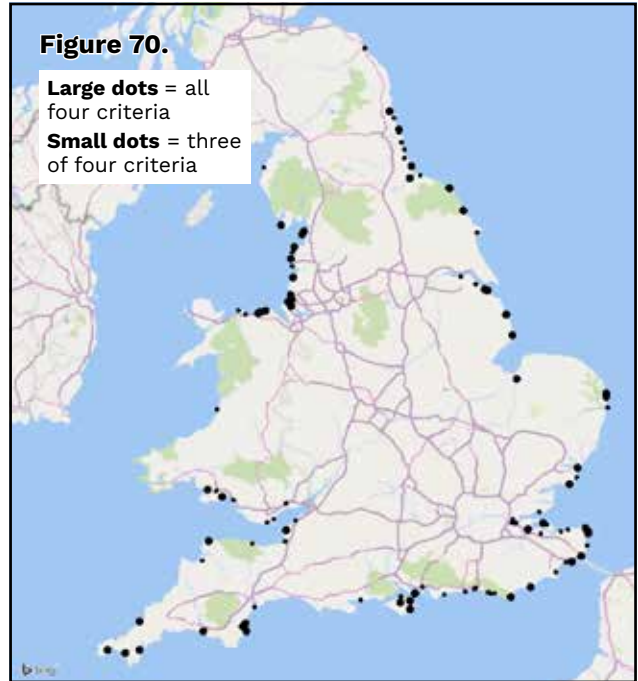 Figure 70.
Large dots = all
four criteria
Small dots = three
of four criteria
bing